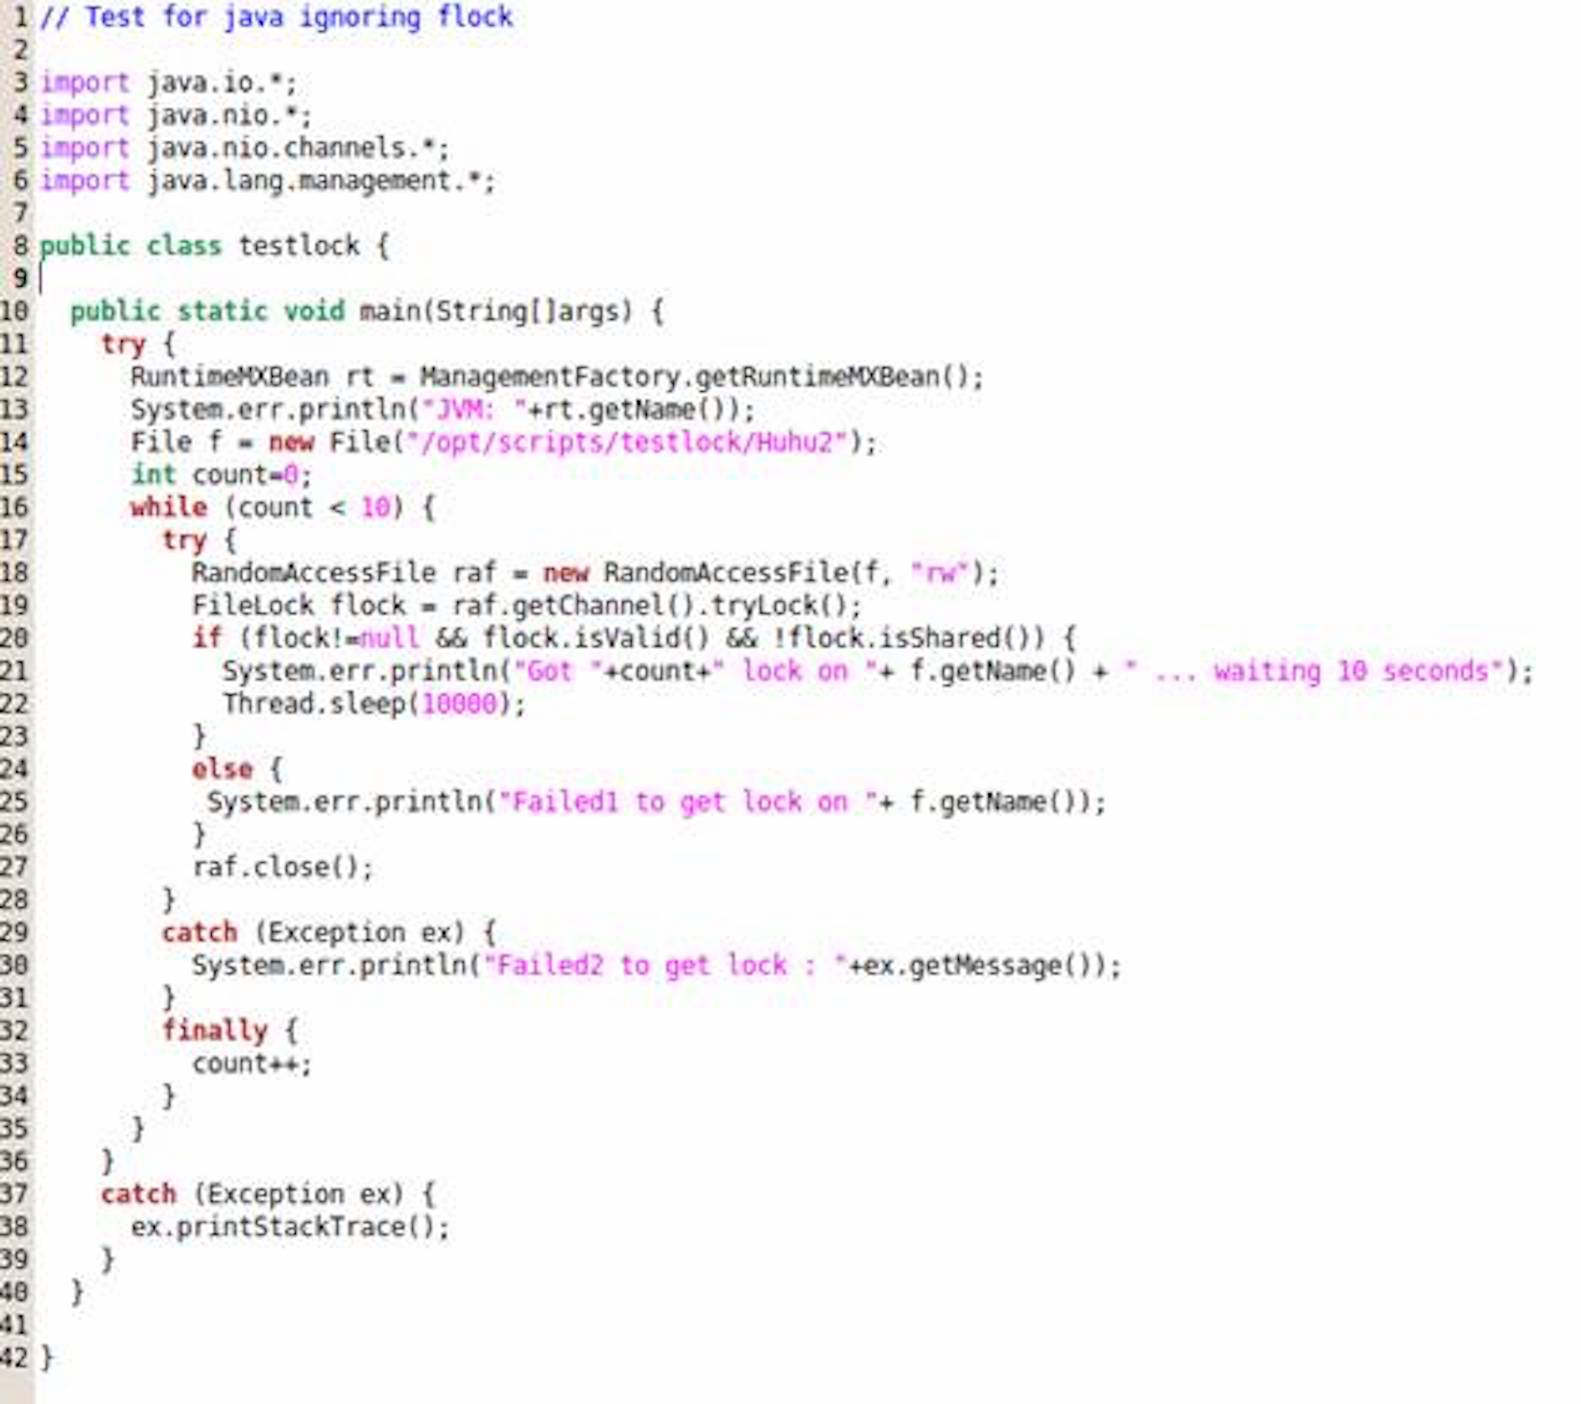 1 // Test for java ignoring flock
2
3 import java.io.*;
4 import java.nio.*;
5 import java.nio.channels.*;
6 import java.lang.management.*;
7
8 public class testlock {
9
10   public static void main(String[]args) {
11     try {
12       RuntimeMXBean rt = ManagementFactory.getRuntimeMXBean();
13       System.err.println("JVM: "+rt.getName());
14       File f = new File("/opt/scripts/testlock/Huhu2");
15       int count=0;
16       while (count < 10) {
17         try {
18           RandomAccessFile raf = new RandomAccessFile(f, "rw");
19           FileLock flock = raf.getChannel().tryLock();
20           if (flock!=null && flock.isValid() && !flock.isShared()) {
21             System.err.println("Got "+count+" lock on "+ f.getName() + " ... waiting 10 seconds");
22             Thread.sleep(10000);
23           }
24           else {
25            System.err.println("Failed1 to get lock on "+ f.getName());
26           }
27           raf.close();
28         }
29         catch (Exception ex) {
30           System.err.println("Failed2 to get lock : "+ex.getMessage());
31         }
32         finally {
33           count++;
34         }
35       }
36     }
37     catch (Exception ex) {
38       ex.printStackTrace();
39     }
40   }
41
42 }